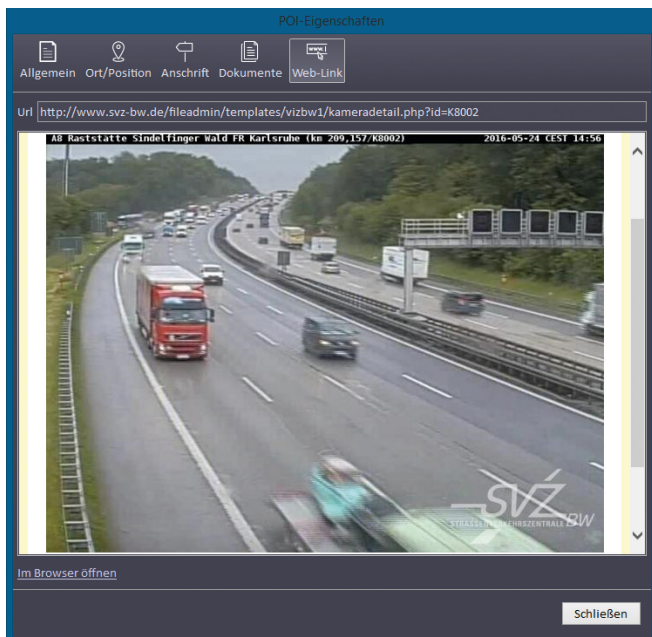 POI-Eigenschaften
Allgemein Ort/Position Anschrift Dokumente Web-Link
Url http://www.svz-bw.de/fileadmin/templates/vizbw1/kameradetail.php?id=K8002
A8 Raststätte Sindelfinger Wald FR Karlsruhe (km 209,157/K8002) 2016-05-24 CEST 14:56
SVZ
STRASSENVERKEHRSZENTRALE BW
Im Browser öffnen
Schließen